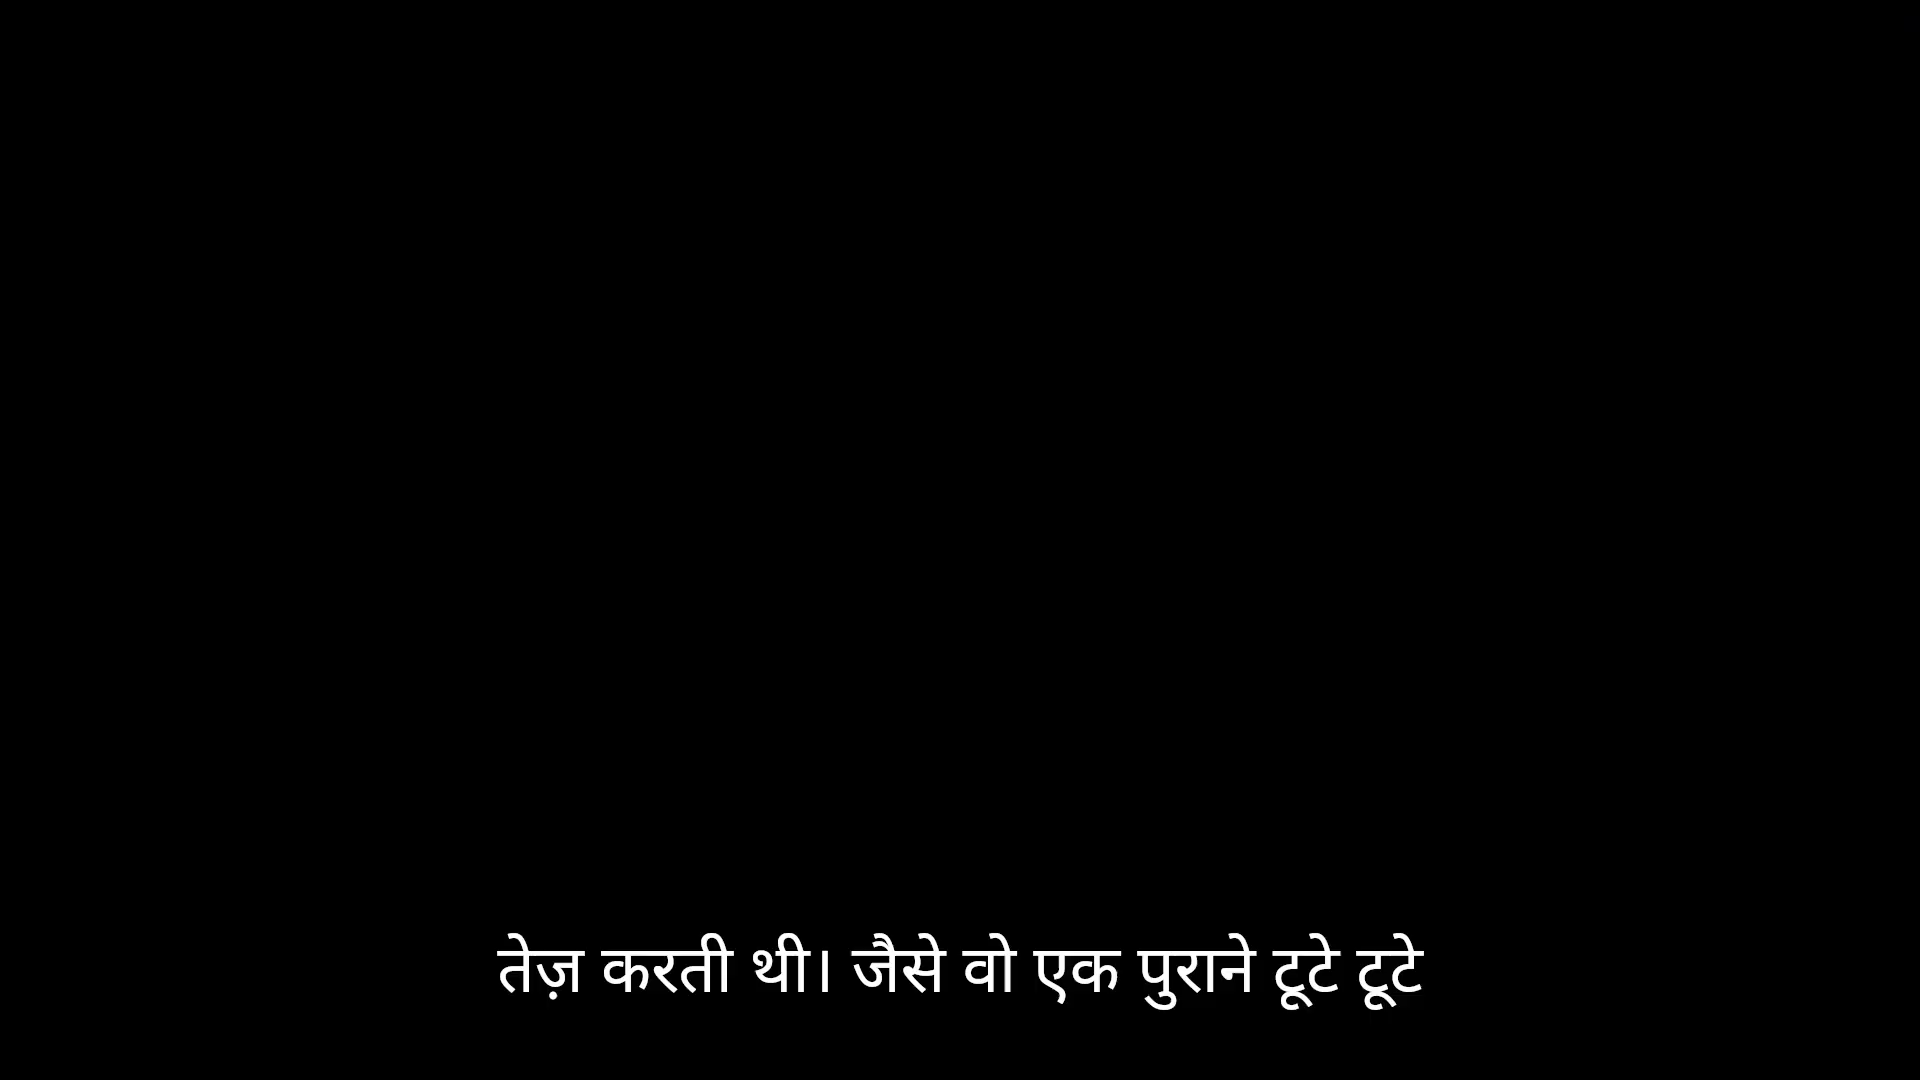 तेज़ करती थी। जैसे वो एक पुराने टूटे टूटे